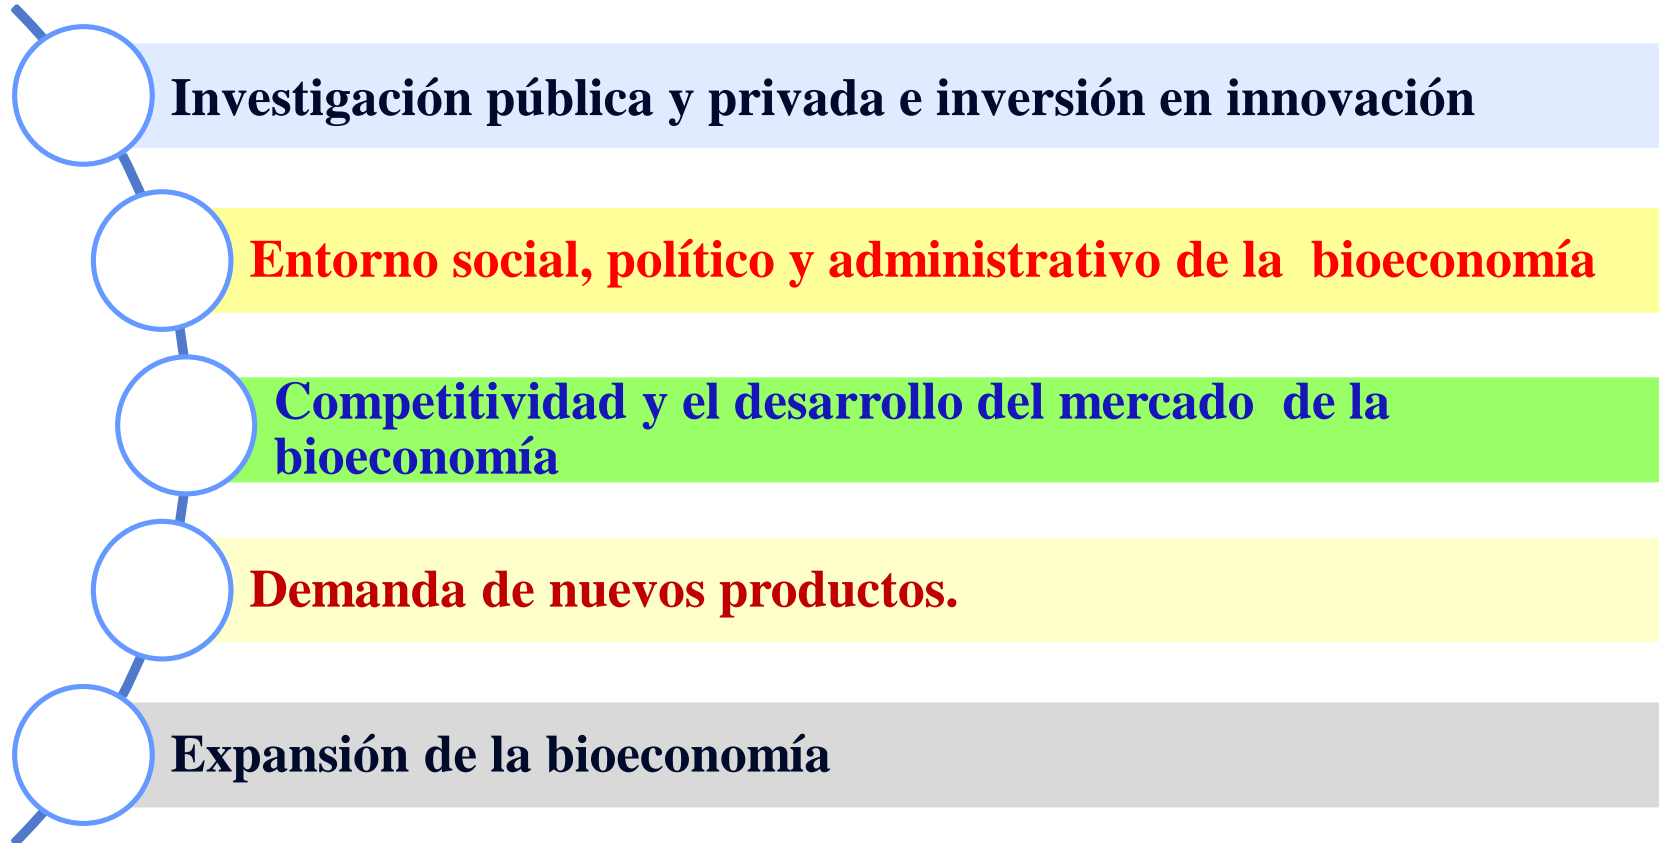 Investigación pública y privada e inversión en innovación
Entorno social, político y administrativo de la  bioeconomía
Competitividad y el desarrollo del mercado  de la
bioeconomía
Demanda de nuevos productos.
Expansión de la bioeconomía